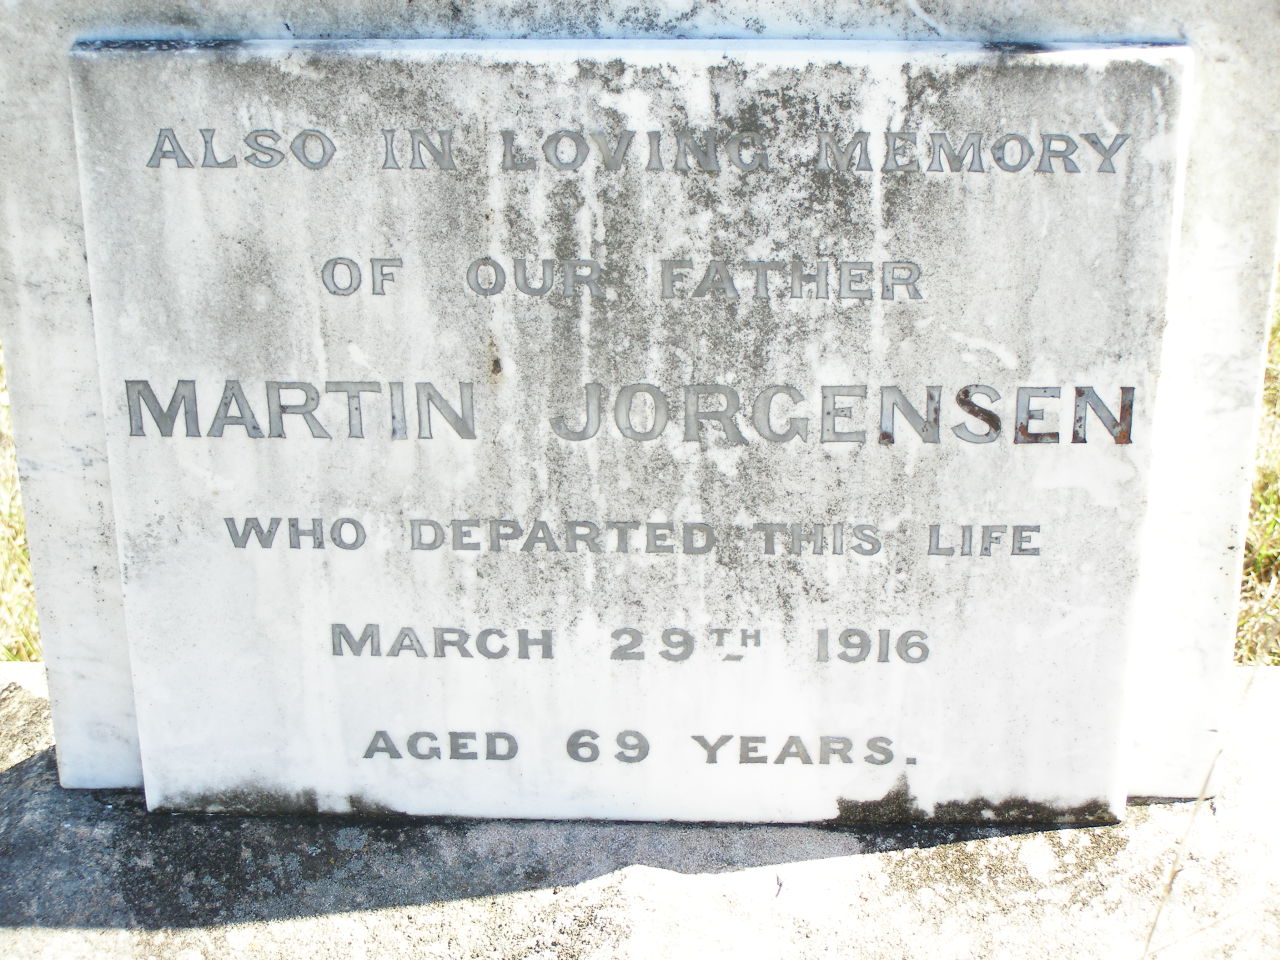 ALSO IN LOVING MEMORY
OF OUR FATHER
MARTIN JORGENSEN
WHO DEPARTED THIS LIFE
MARCH 29TH 1916
AGED 69 YEARS.